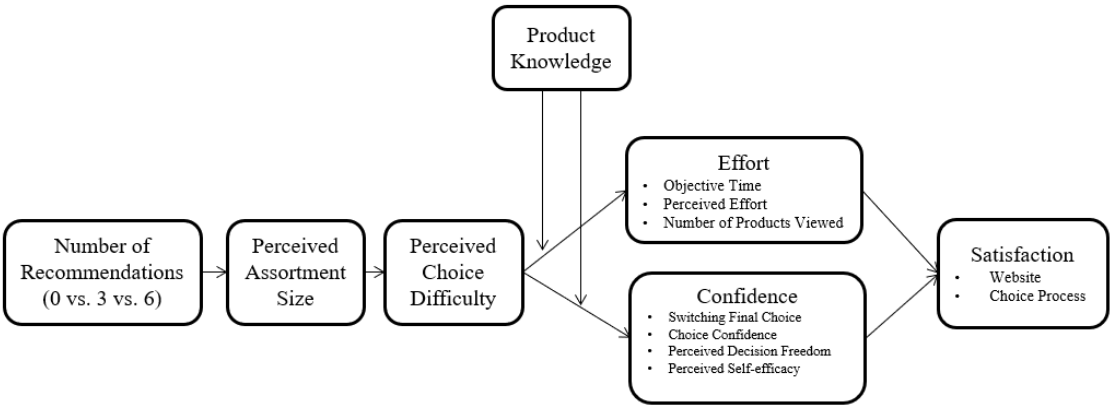 Product
Knowledge
Number of
Recommendations
(0 vs. 3 vs. 6)
Perceived
Assortment
Size
Perceived
Choice
Difficulty
Effort
• Objective Time
• Perceived Effort
• Number of Products Viewed
Confidence
• Switching Final Choice
• Choice Confidence
• Perceived Decision Freedom
• Perceived Self-efficacy
Satisfaction
• Website
• Choice Process